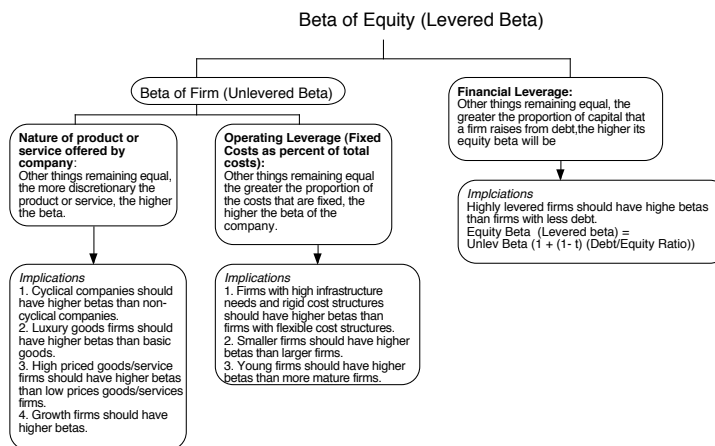 Beta of Equity (Levered Beta)
Beta of Firm (Unlevered Beta)
Financial Leverage:
Other things remaining equal, the
greater the proportion of capital that
a firm raises from debt,the higher its
equity beta will be
Nature of product or
service offered by
company:
Other things remaining equal,
the more discretionary the
product or service, the higher
the beta.
Operating Leverage (Fixed
Costs as percent of total
costs):
Other things remaining equal
the greater the proportion of
the costs that are fixed, the
higher the beta of the
company.
Implciations
Highly levered firms should have highe betas
than firms with less debt.
Equity Beta (Levered beta) =
Unlev Beta (1 + (1- t) (Debt/Equity Ratio))
Implications
1. Cyclical companies should
have higher betas than non-
cyclical companies.
2. Luxury goods firms should
have higher betas than basic
goods.
3. High priced goods/service
firms should have higher betas
than low prices goods/services
firms.
4. Growth firms should have
higher betas.
Implications
1. Firms with high infrastructure
needs and rigid cost structures
should have higher betas than
firms with flexible cost structures.
2. Smaller firms should have higher
betas than larger firms.
3. Young firms should have higher
betas than more mature firms.